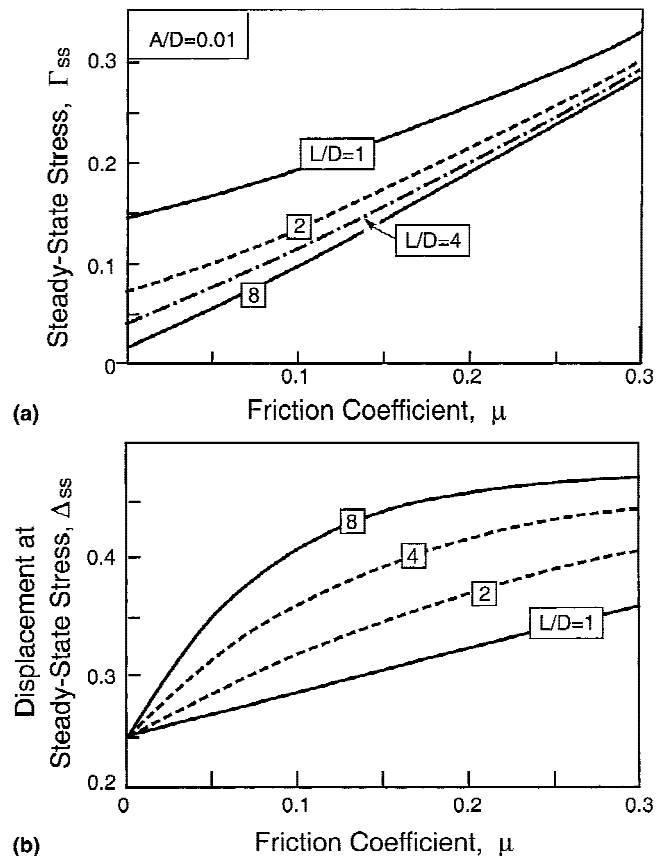 A/D=0.01
Steady-State Stress, Γss
0.3
0.2
0.1
0
L/D=1
2
L/D=4
8
0.1
0.2
0.3
(a)
Friction Coefficient, μ
Displacement at
Steady-State Stress, Δss
0.4
0.3
0.2
8
4
2
L/D=1
0
0.1
0.2
0.3
(b)
Friction Coefficient, μ